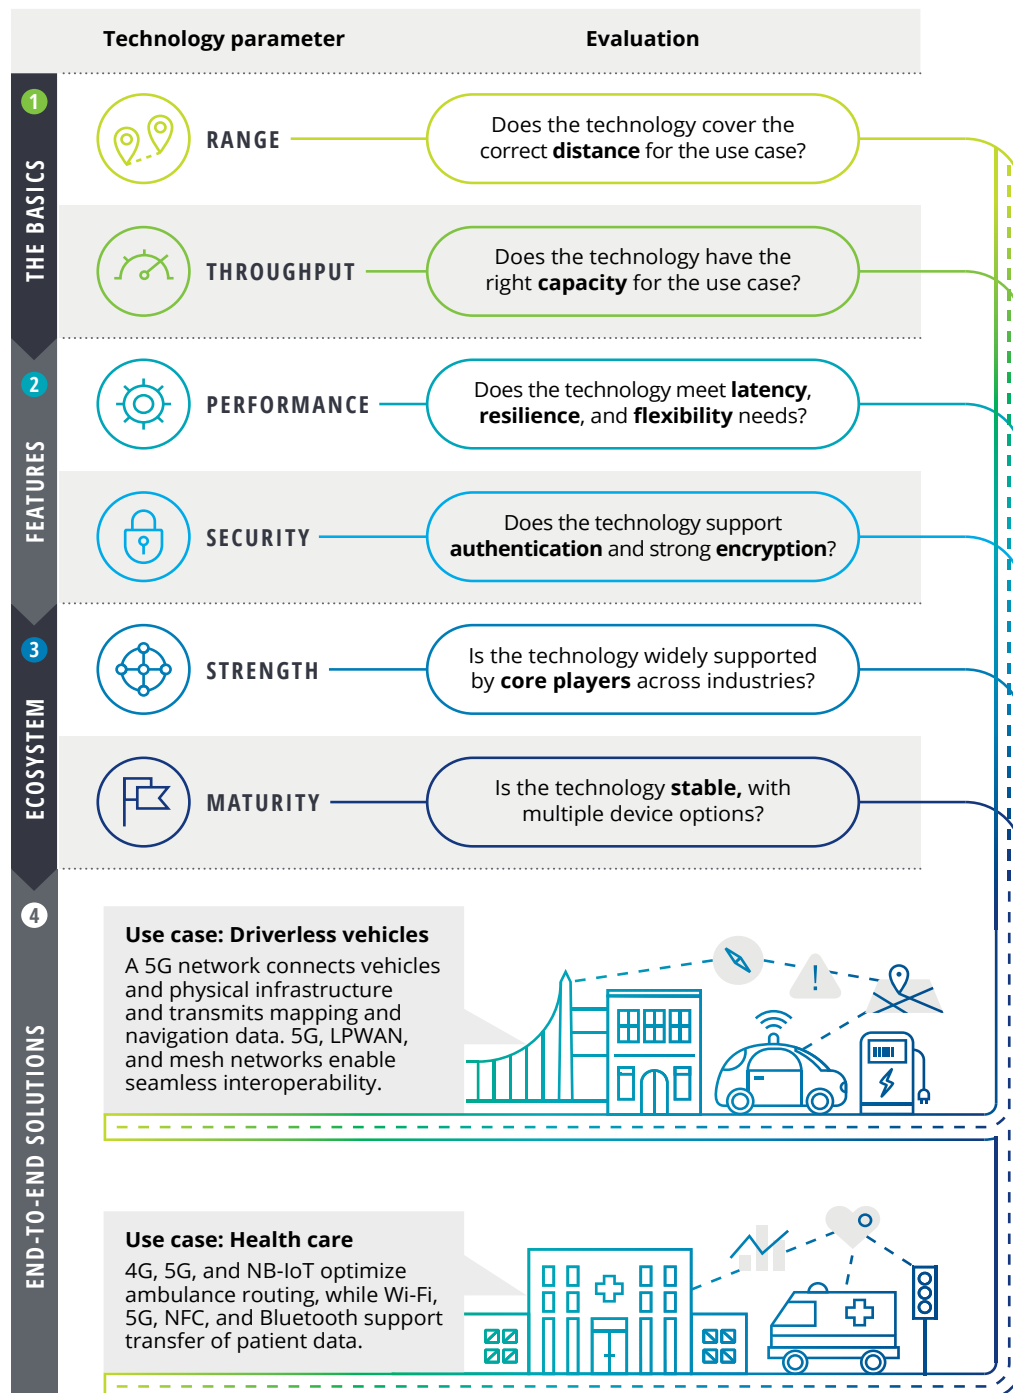 Technology parameter
Evaluation
1
THE BASICS
RANGE
Does the technology cover the
correct distance for the use case?
THROUGHPUT
Does the technology have the
right capacity for the use case?
2
FEATURES
PERFORMANCE
Does the technology meet latency,
resilience, and flexibility needs?
SECURITY
Does the technology support
authentication and strong encryption?
3
ECOSYSTEM
STRENGTH
Is the technology widely supported
by core players across industries?
MATURITY
Is the technology stable, with
multiple device options?
4
END-TO-END SOLUTIONS
Use case: Driverless vehicles
A 5G network connects vehicles
and physical infrastructure
and transmits mapping and
navigation data. 5G, LPWAN,
and mesh networks enable
seamless interoperability.
!
Use case: Health care
4G, 5G, and NB-IoT optimize
ambulance routing, while Wi-Fi,
5G, NFC, and Bluetooth support
transfer of patient data.